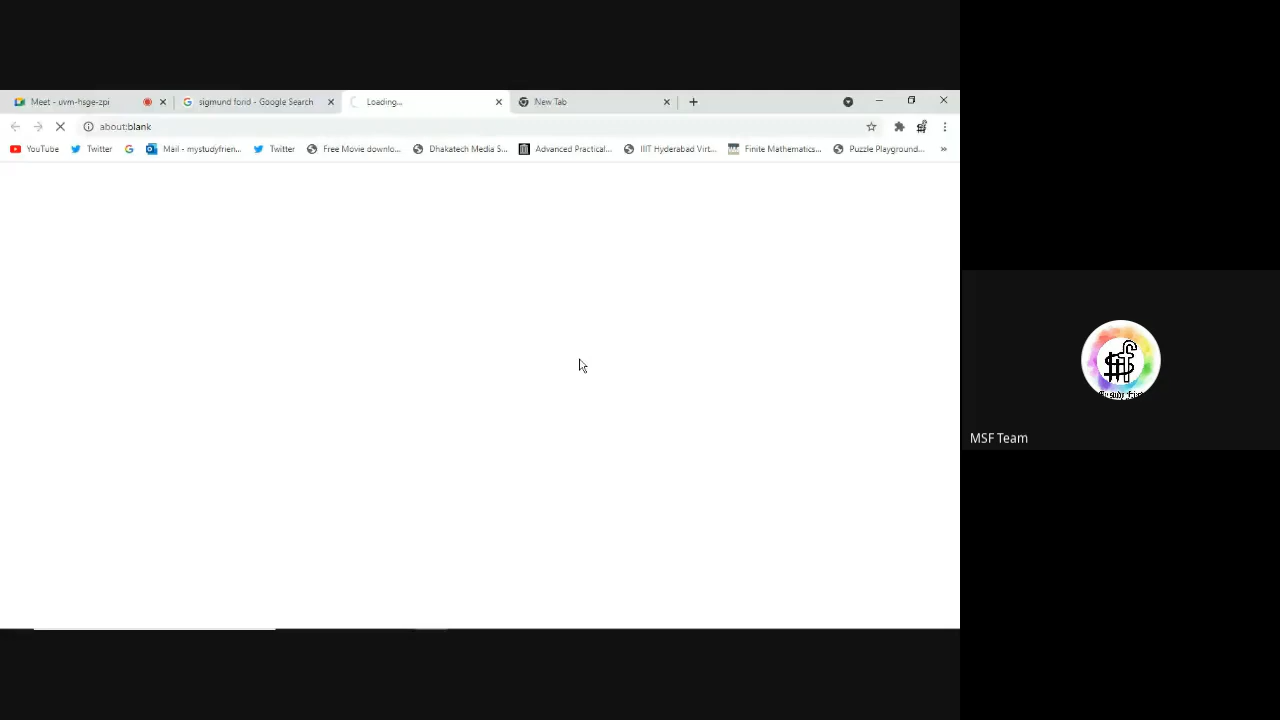 Meet - uvm-hsge-zpi
sigmund forid - Google Search
Loading...
New Tab
about:blank
YouTube
Twitter
Mail - mystudyfrien...
Twitter
Free Movie downlo...
Dhakatech Media S...
Advanced Practical...
IIIT Hyderabad Virt...
Finite Mathematics...
Puzzle Playground...
»
MSF Team